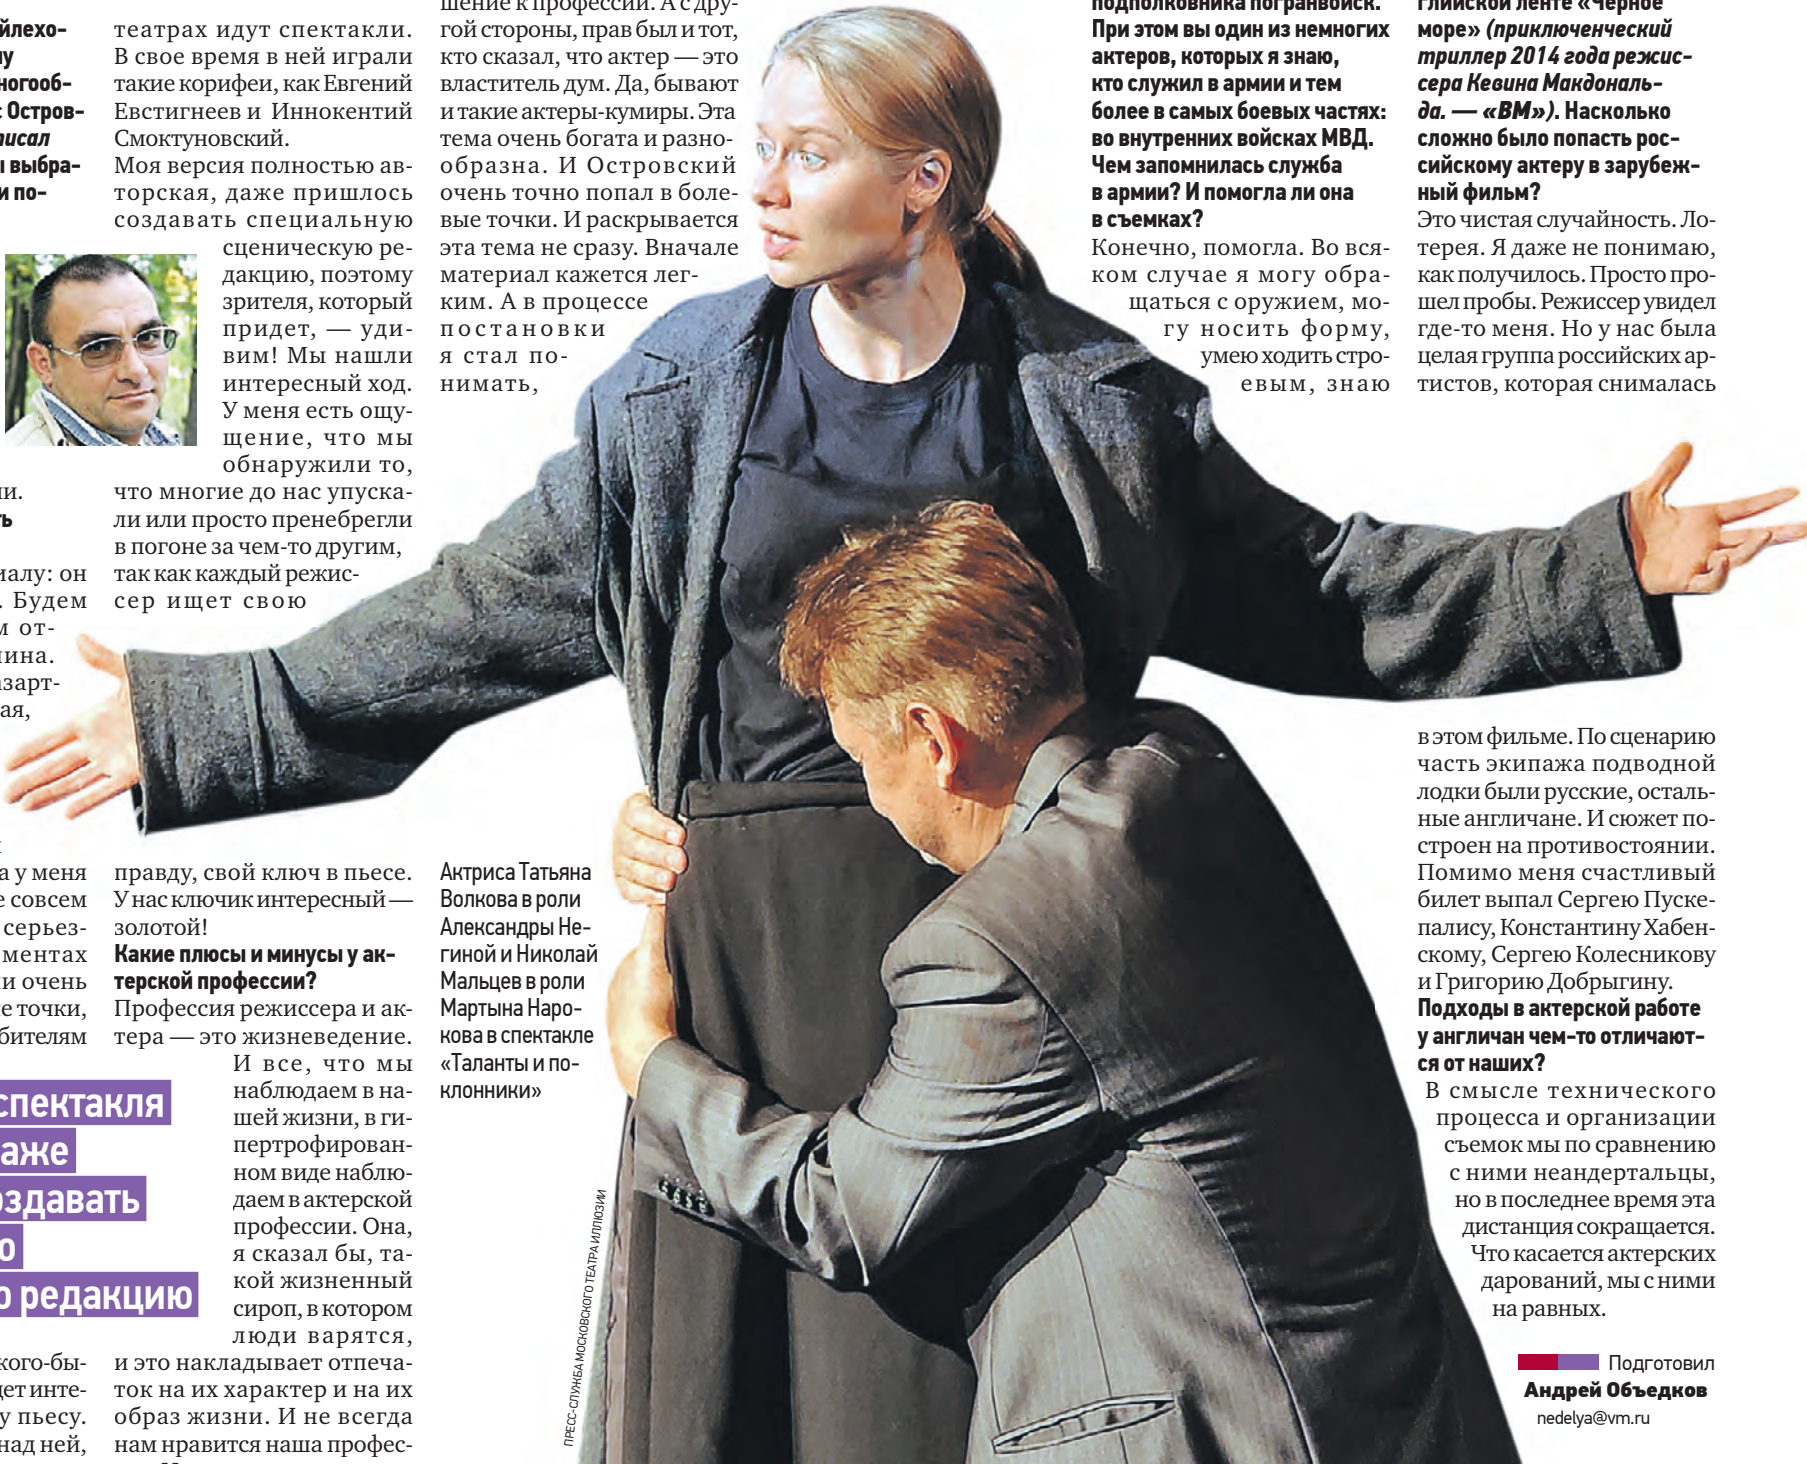 театрах идут спектакли.
В свое время в ней играли
такие корифеи, как Евгений
Евстигнеев и Иннокентий
Смоктуновский.
Моя версия полностью ав-
торская, даже пришлось
создавать специальную
сценическую ре-
дакцию, поэтому
зрителя, который
придет, — уди-
вим! Мы нашли
интересный ход.
У меня есть ощу-
щение, что мы
обнаружили то,
что многие до нас упуска-
ли или просто пренебрегли
в погоне за чем-то другим,
так как каждый режис-
сер ищет свою
правду, свой ключ в пьесе.
У нас ключик интересный —
золотой!
Какие плюсы и минусы у ак-
терской профессии?
Профессия режиссера и ак-
тера — это жизневедение.
И все, что мы
наблюдаем в на-
шей жизни, в ги-
пертрофирован-
ном виде наблю-
даем в актерской
профессии. Она,
я сказал бы, та-
кой жизненный
сироп, в котором
люди варятся,
и это накладывает отпеча-
ток на их характер и на их
образ жизни. И не всегда
нам нравится наша профес-
спектакля
редакцию
Будем
у меня
совсем
очень
точки,
пьесу.
над ней,
шение к профессии. А с дру-
гой стороны, прав был и тот,
кто сказал, что актер — это
властитель дум. Да, бывают
и такие актеры-кумиры. Эта
тема очень богата и разно-
образна. И Островский
очень точно попал в боле-
вые точки. И раскрывается
эта тема не сразу. Вначале
материал кажется лег-
ким. А в процессе
постановки
я стал по-
нимать,
Актриса Татьяна
Волкова в роли
Александры Не-
гиной и Николай
Мальцев в роли
Мартына Наро-
кова в спектакле
«Таланты и по-
клонники»
ПРЕСС-СЛУЖБА МОСКОВСКОГО ТЕАТРА ИЛЛЮЗИИ
подполковника погранвойск.
При этом вы один из немногих
актеров, которых я знаю,
кто служил в армии и тем
более в самых боевых частях:
во внутренних войсках МВД.
Чем запомнилась служба
в армии? И помогла ли она
в съемках?
Конечно, помогла. Во вся-
ком случае я могу обра-
щаться с оружием, мо-
гу носить форму,
умею ходить стро-
евым, знаю
глийской ленте «Черное
море» (приключенческий
триллер 2014 года режис-
сера Кевина Макдональ-
да. — «ВМ»). Насколько
сложно было попасть рос-
сийскому актеру в зарубеж-
ный фильм?
Это чистая случайность. Ло-
терея. Я даже не понимаю,
как получилось. Просто про-
шел пробы. Режиссер увидел
где-то меня. Но у нас была
целая группа российских ар-
тистов, которая снималась
в этом фильме. По сценарию
часть экипажа подводной
лодки были русские, осталь-
ные англичане. И сюжет по-
строен на противостоянии.
Помимо меня счастливый
билет выпал Сергею Пуске-
палису, Константину Хабен-
скому, Сергею Колесникову
и Григорию Добрыгину.
Подходы в актерской работе
у англичан чем-то отличают-
ся от наших?
В смысле технического
процесса и организации
съемок мы по сравнению
с ними неандертальцы,
но в последнее время эта
дистанция сокращается.
Что касается актерских
дарований, мы с ними
на равных.
Подготовил
Андрей Объедков
nedelya@vm.ru